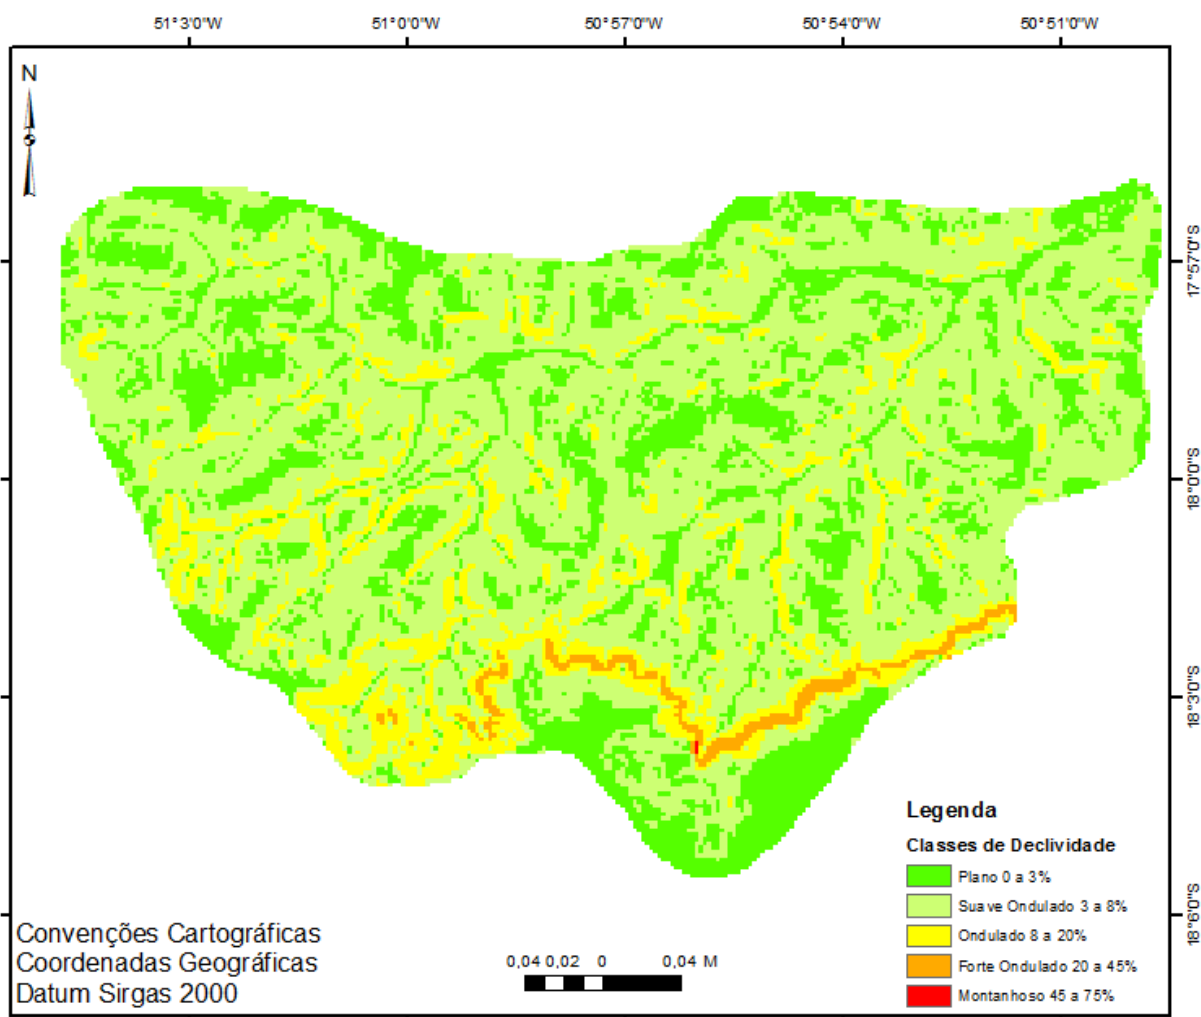 51°3'0"W 51°0'0"W 50°57'0"W 50°54'0"W 50°51'0"W
N
17°57'0"S
18°0'0"S
18°3'0"S
18°6'0"S
Legenda
Classes de Declividade
Plano 0 a 3%
Suave Ondulado 3 a 8%
Ondulado 8 a 20%
Forte Ondulado 20 a 45%
Montanhoso 45 a 75%
Convenções Cartográficas
Coordenadas Geográficas
Datum Sirgas 2000
0,04 0,02 0 0,04 M